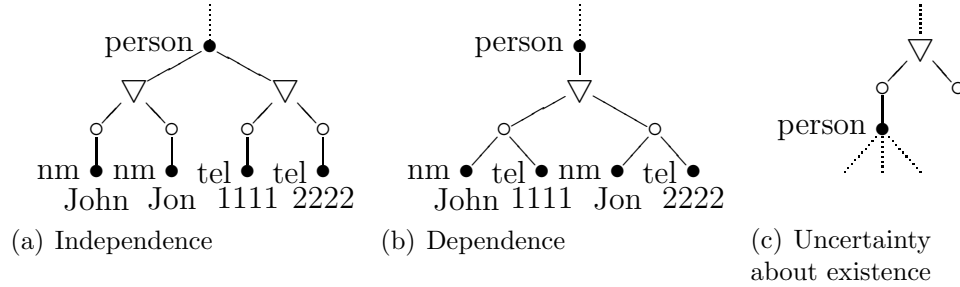 person
nm nm tel tel
John Jon 1111 2222
(a) Independence
person
nm tel nm tel
John 1111 Jon 2222
(b) Dependence
person
(c) Uncertainty
about existence